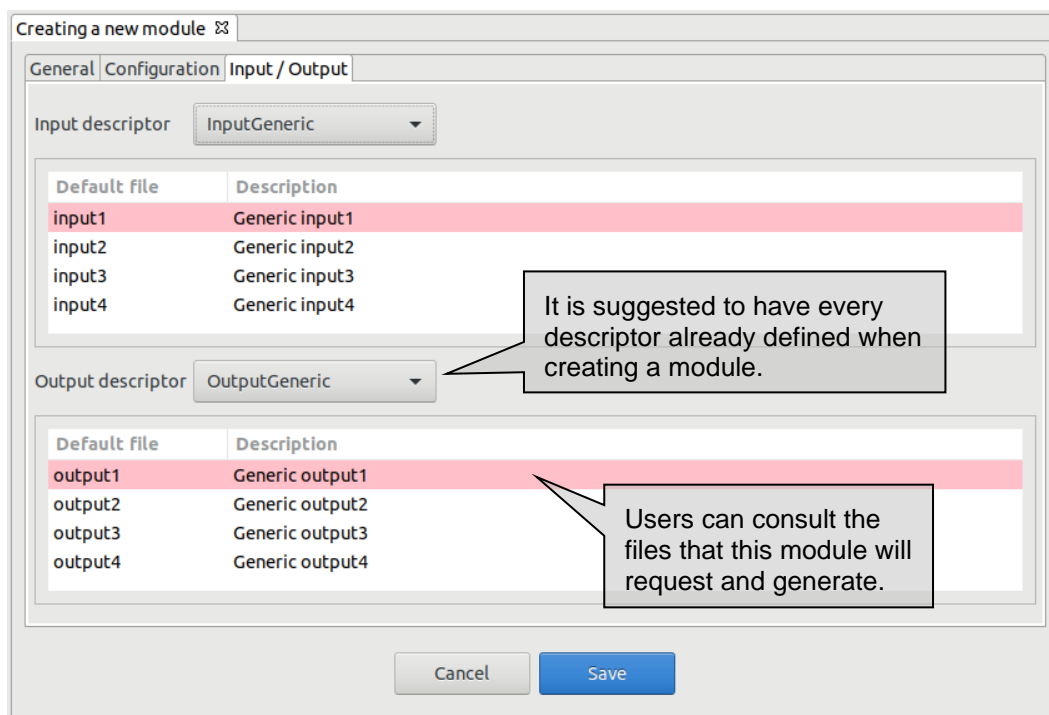 Creating a new module
General Configuration Input / Output
Input descriptor InputGeneric
Default file Description
input1 Generic input1
input2 Generic input2
input3 Generic input3
input4 Generic input4
It is suggested to have every
descriptor already defined when
creating a module.
Output descriptor OutputGeneric
Default file Description
output1 Generic output1
output2 Generic output2
output3 Generic output3
output4 Generic output4
Users can consult the
files that this module will
request and generate.
Cancel Save